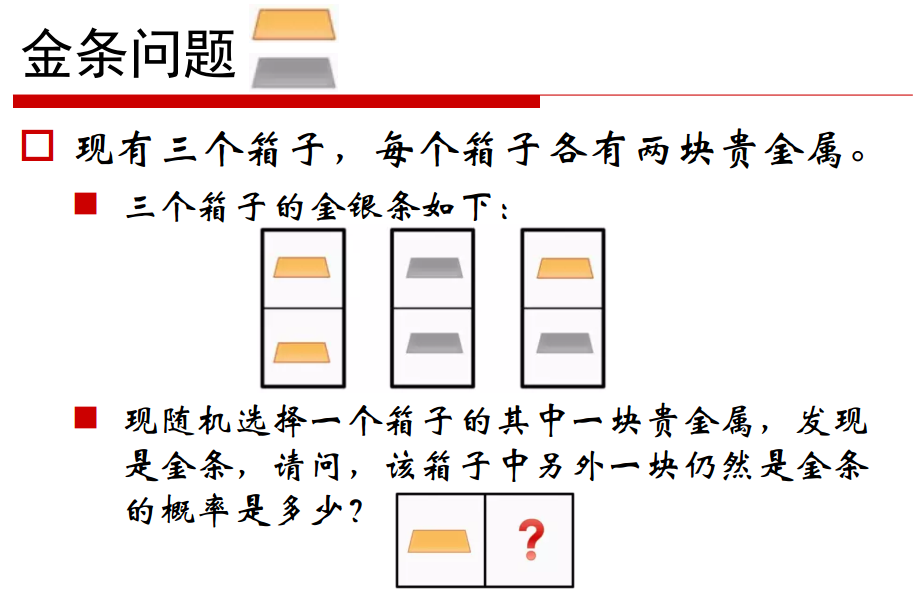 金条问题
现有三个箱子，每个箱子各有两块贵金属。
三个箱子的金银条如下：
现随机选择一个箱子的其中一块贵金属，发现
是金条，请问，该箱子中另外一块仍然是金条
的概率是多少？
?